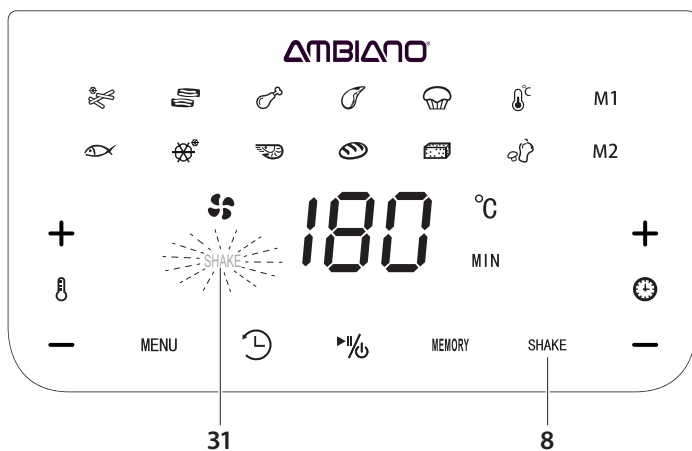 AMBIANO®
°C M1
M2
180 °C
SHAKE
MIN
MENU MEMORY SHAKE
31 8